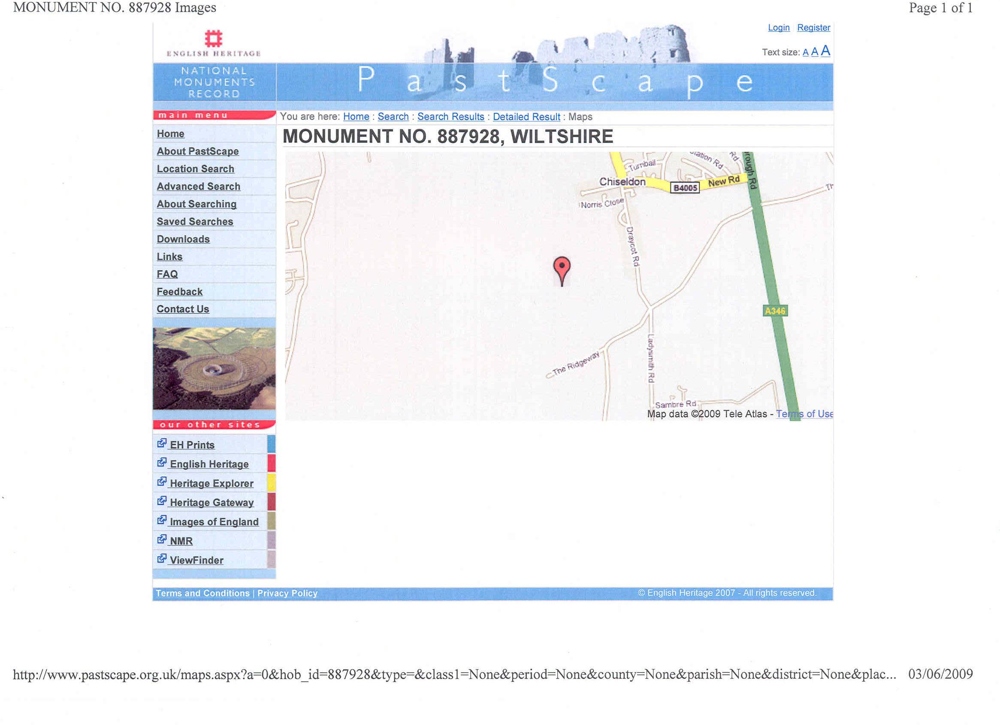 MONUMENT NO. 887928 Images
Page 1 of 1
Login Register
ENGLISH HERITAGE
Text size: A A A
NATIONAL
MONUMENTS
RECORD
PastScape
main menu
You are here: Home : Search : Search Results : Detailed Result : Maps
MONUMENT NO. 887928, WILTSHIRE
Home
About PastScape
Location Search
Advanced Search
About Searching
Saved Searches
Downloads
Links
FAQ
Feedback
Contact Us
Turnball
Rd
Rd
Chiseldon
B4005
New Rd
Rd
Norris Close
Draycot Rd
A346
The Ridgeway
Ladysmith Rd
Sambre Rd
Map data ©2009 Tele Atlas - Terms of Use
our other sites
EH Prints
English Heritage
Heritage Explorer
Heritage Gateway
Images of England
NMR
ViewFinder
Terms and Conditions | Privacy Policy
© English Heritage 2007 - All rights reserved.
http://www.pastscape.org.uk/maps.aspx?a=0&hob_id=887928&type=&class1=None&period=None&county=None&parish=None&district=None&plac... 03/06/2009